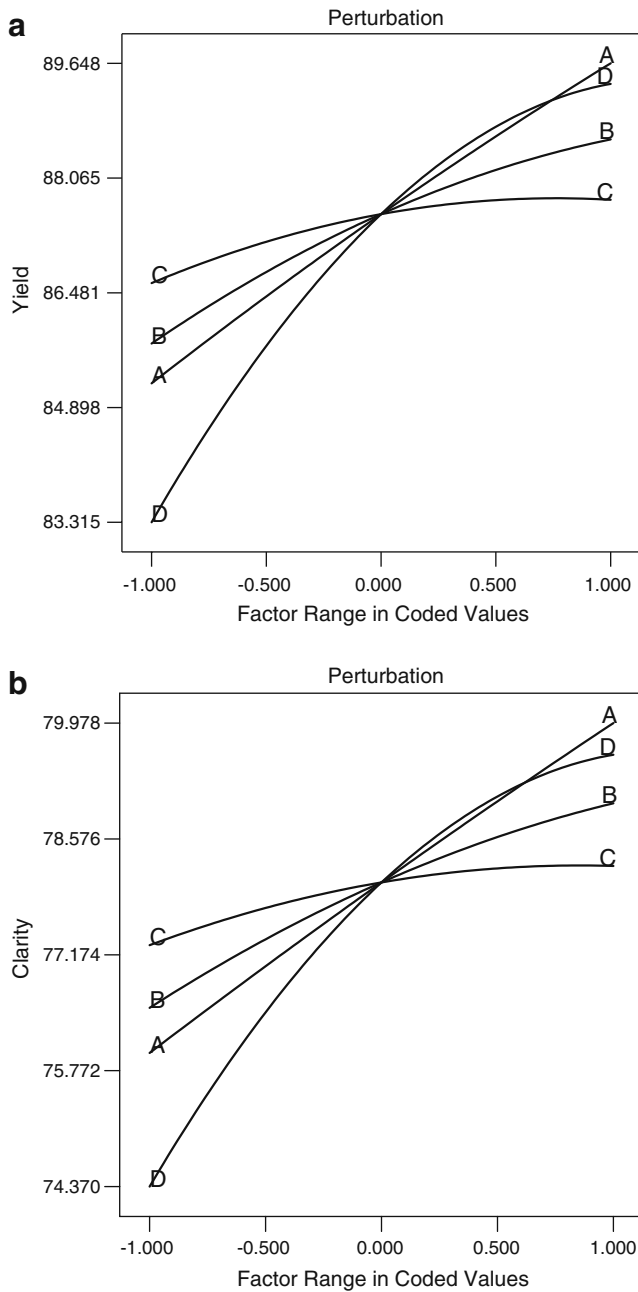 a
Perturbation
89.648
88.065
86.481
84.898
83.315
Yield
A
D
B
C
C
B
A
D
-1.000 -0.500 0.000 0.500 1.000
Factor Range in Coded Values
b
Perturbation
79.978
78.576
77.174
75.772
74.370
Clarity
A
D
B
C
C
B
A
D
-1.000 -0.500 0.000 0.500 1.000
Factor Range in Coded Values